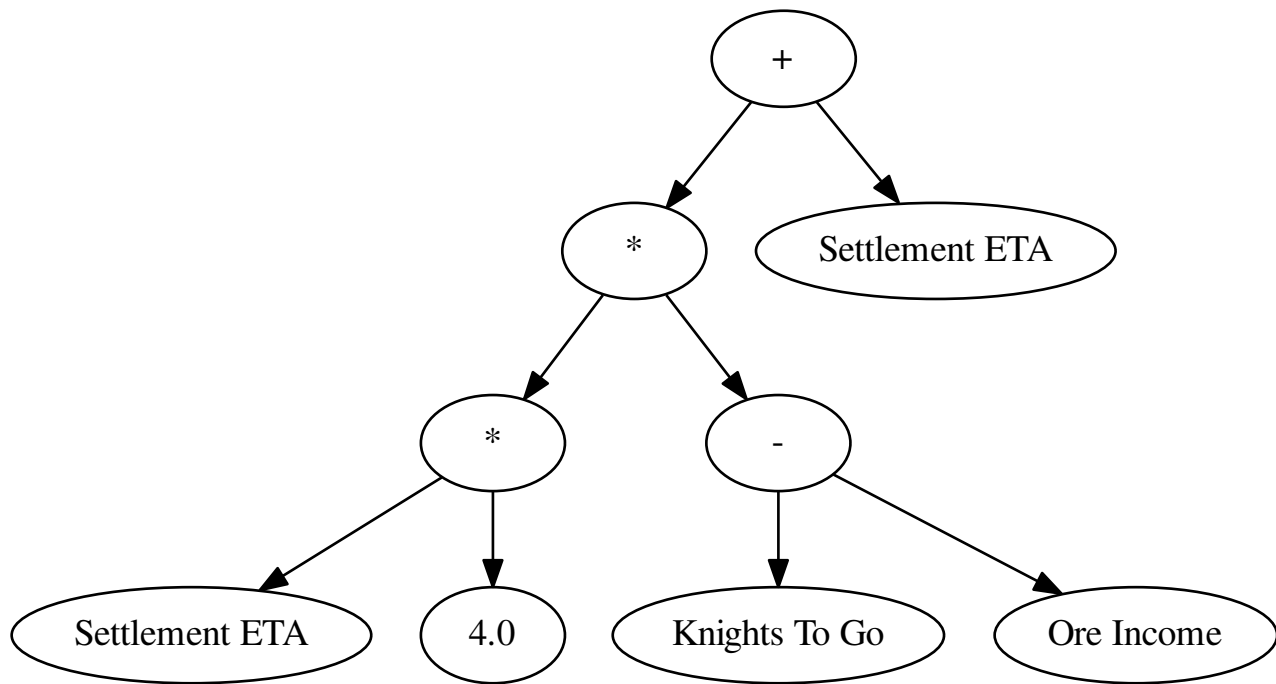 +
*
Settlement ETA
*
-
Settlement ETA
4.0
Knights To Go
Ore Income